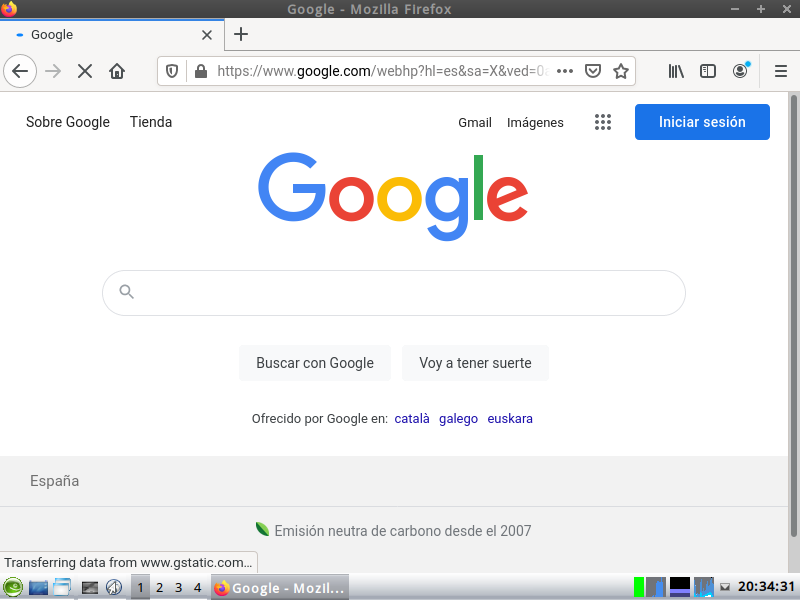 Google - Mozilla Firefox
Google
https://www.google.com/webhp?hl=es&sa=X&ved=0
Sobre Google Tienda Gmail Imágenes Iniciar sesión
Google
Buscar con Google Voy a tener suerte
Ofrecido por Google en: català galego euskara
España
Emisión neutra de carbono desde el 2007
Transferring data from www.gstatic.com...
1 2 3 4 Google - Mozil... 20:34:31